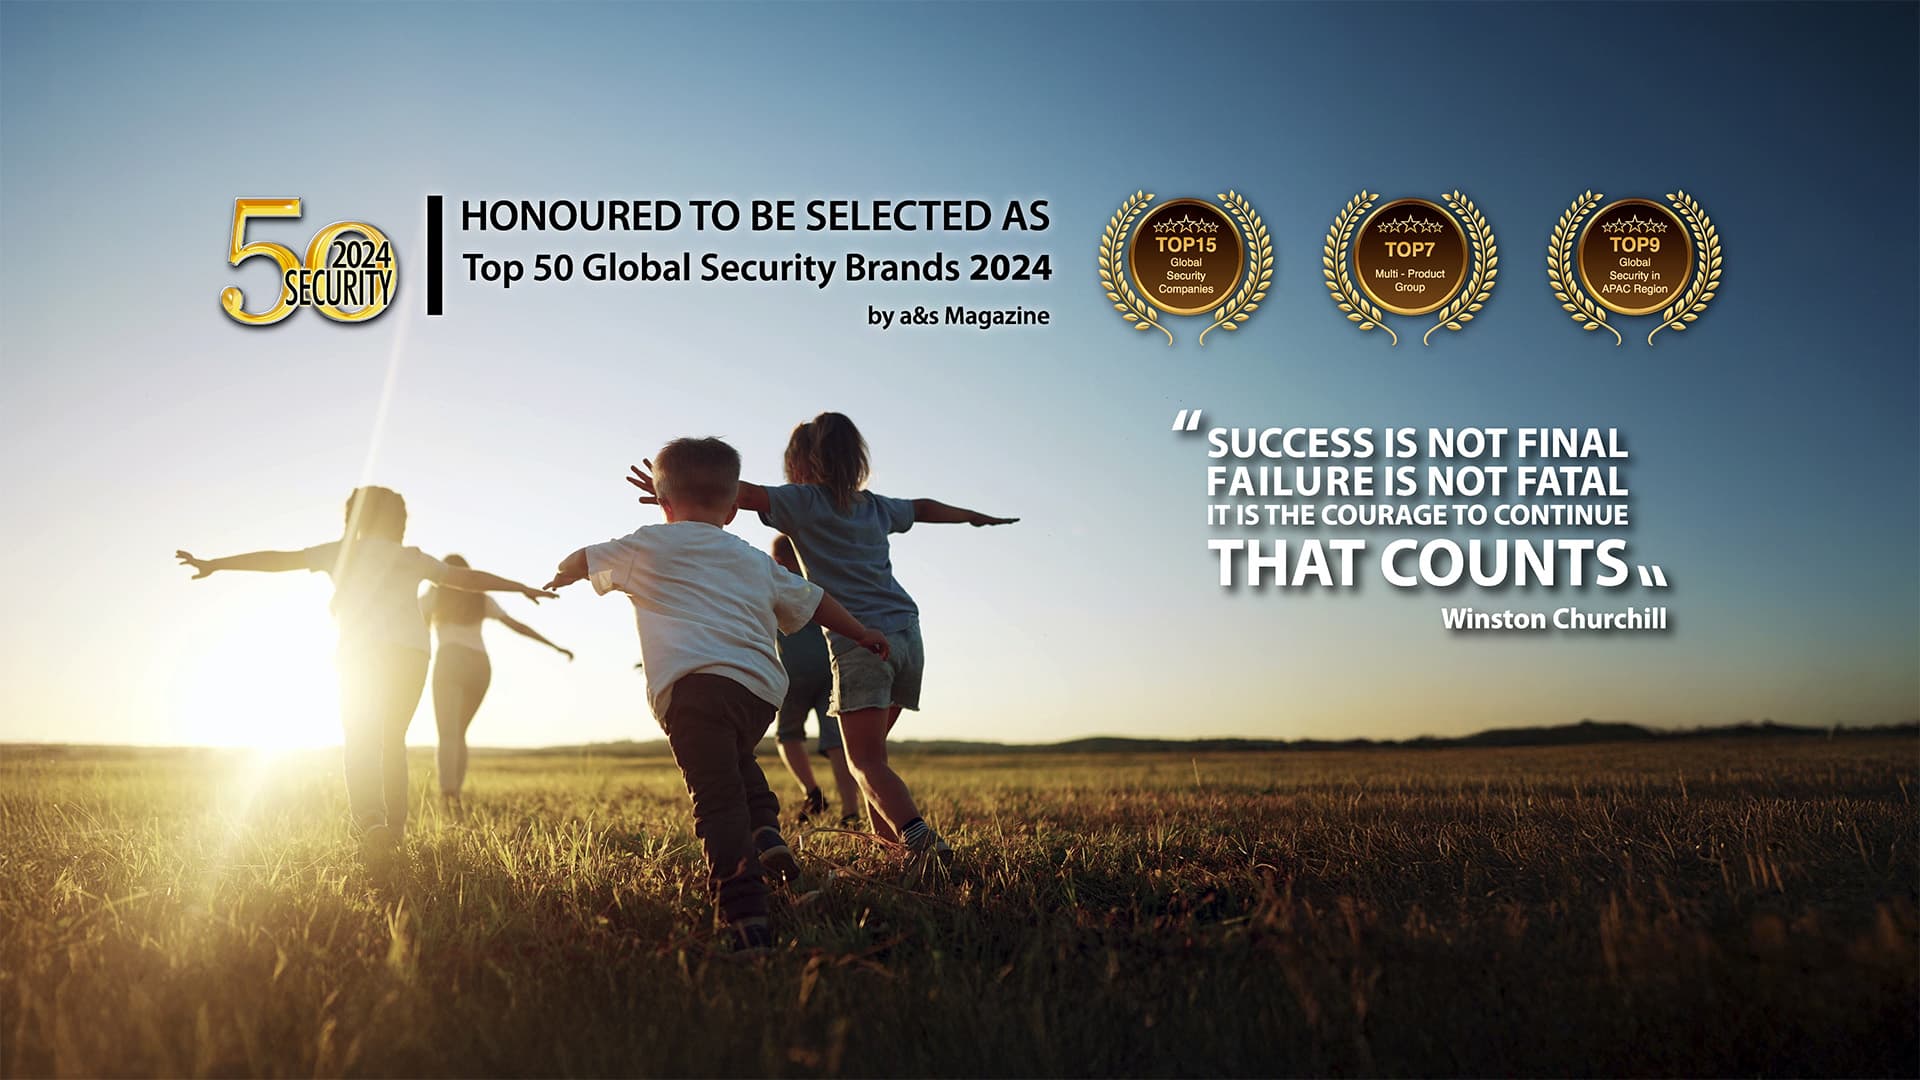 50
2024
SECURITY
HONOURED TO BE SELECTED AS
Top 50 Global Security Brands 2024
by a&s Magazine
TOP15
Global
Security
Companies
TOP7
Multi - Product
Group
TOP9
Global
Security in
APAC Region
“SUCCESS IS NOT FINAL
FAILURE IS NOT FATAL
IT IS THE COURAGE TO CONTINUE
THAT COUNTS„
Winston Churchill